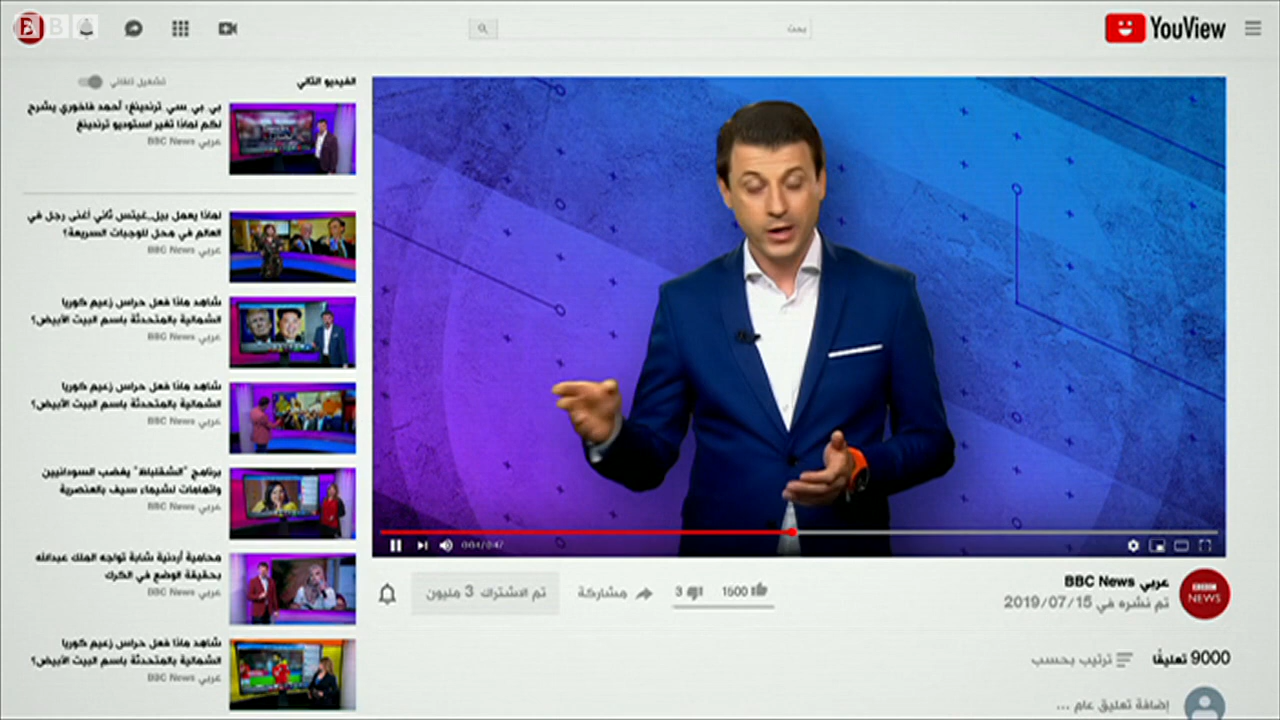 YouView
بحث
الفيديو التالي
تشغيل تلقائي
بي بي سي ترندينغ: أحمد فاخوري يشرح
لكم لماذا تغير استوديو ترندينغ
عربي BBC News
لماذا يعمل بيل غيتس ثاني أغنى رجل في
العالم في محل للوجبات السريعة؟
عربي BBC News
شاهد ماذا فعل حراس زعيم كوريا
الشمالية بالمتحدثة باسم البيت الأبيض؟
عربي BBC News
شاهد ماذا فعل حراس زعيم كوريا
الشمالية بالمتحدثة باسم البيت الأبيض؟
عربي BBC News
برنامج "الشقلباظ" يغضب السودانيين
واتهامات لشيماء سيف بالعنصرية
عربي BBC News
محامية أردنية شابة تواجه الملك عبدالله
بحقيقة الوضع في الكرك
عربي BBC News
شاهد ماذا فعل حراس زعيم كوريا
الشمالية بالمتحدثة باسم البيت الأبيض؟
عربي BBC News
BBC
NEWS
عربي BBC News
تم نشره في 2019/07/15
1500
3
مشاركة
تم الاشتراك 3 مليون
9000 تعليقًا
ترتيب بحسب
إضافة تعليق عام ...